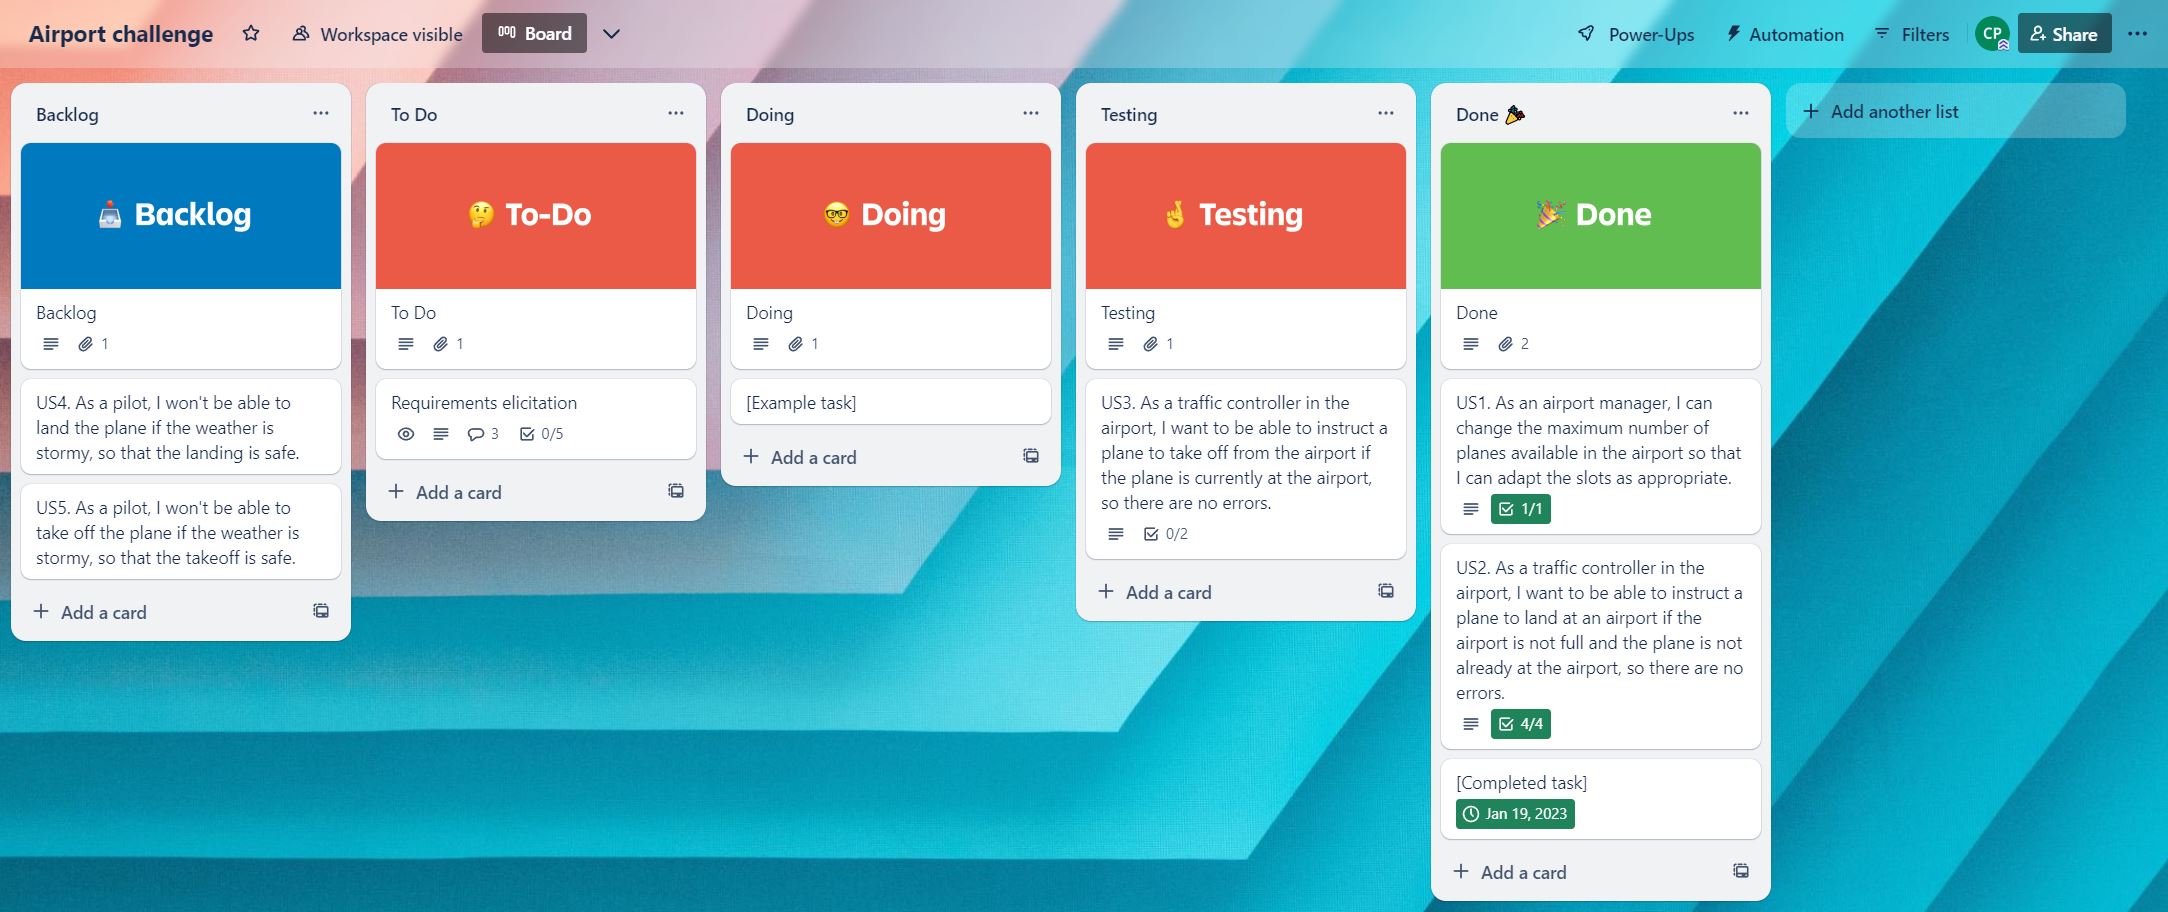 Airport challenge
Workspace visible
Board
Power-Ups
Automation
Filters
CP
Share
Backlog
Backlog
Backlog
1
US4. As a pilot, I won't be able to
land the plane if the weather is
stormy, so that the landing is safe.
US5. As a pilot, I won't be able to
take off the plane if the weather is
stormy, so that the takeoff is safe.
Add a card
To Do
To-Do
To Do
1
Requirements elicitation
3
0/5
Add a card
Doing
Doing
Doing
1
[Example task]
Add a card
Testing
Testing
Testing
1
US3. As a traffic controller in the
airport, I want to be able to instruct a
plane to take off from the airport if
the plane is currently at the airport,
so there are no errors.
0/2
Add a card
Done
Done
Done
2
US1. As an airport manager, I can
change the maximum number of
planes available in the airport so that
I can adapt the slots as appropriate.
1/1
US2. As a traffic controller in the
airport, I want to be able to instruct a
plane to land at an airport if the
airport is not full and the plane is not
already at the airport, so there are no
errors.
4/4
[Completed task]
Jan 19, 2023
Add a card
Add another list